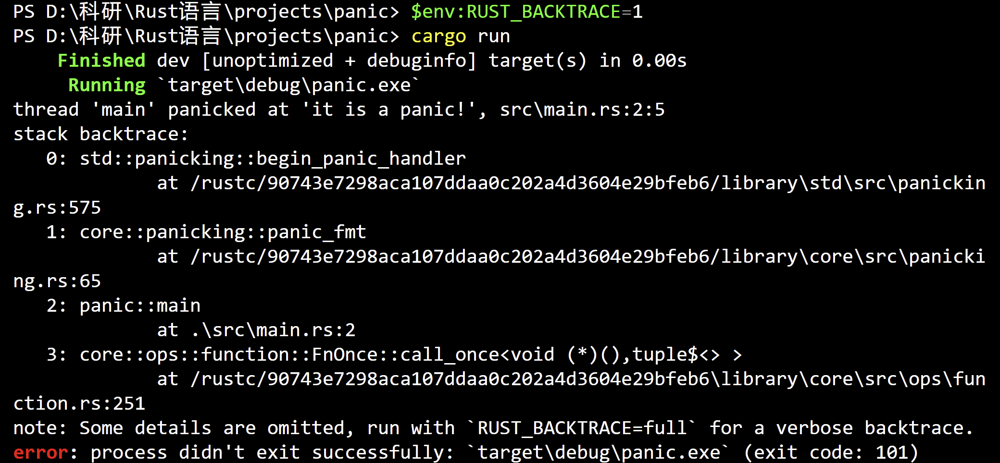 PS D:\科研\Rust语言\projects\panic> $env:RUST_BACKTRACE=1
PS D:\科研\Rust语言\projects\panic> cargo run
    Finished dev [unoptimized + debuginfo] target(s) in 0.00s
     Running `target\debug\panic.exe`
thread 'main' panicked at 'it is a panic!', src\main.rs:2:5
stack backtrace:
   0: std::panicking::begin_panic_handler
             at /rustc/90743e7298aca107ddaa0c202a4d3604e29bfeb6/library\std\src\panickin
g.rs:575
   1: core::panicking::panic_fmt
             at /rustc/90743e7298aca107ddaa0c202a4d3604e29bfeb6/library\core\src\panicki
ng.rs:65
   2: panic::main
             at .\src\main.rs:2
   3: core::ops::function::FnOnce::call_once<void (*)(),tuple$<> >
             at /rustc/90743e7298aca107ddaa0c202a4d3604e29bfeb6\library\core\src\ops\fun
ction.rs:251
note: Some details are omitted, run with `RUST_BACKTRACE=full` for a verbose backtrace.
error: process didn't exit successfully: `target\debug\panic.exe` (exit code: 101)